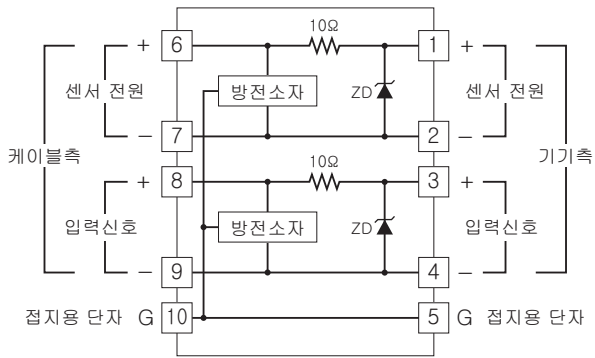 10Ω
+ 6 1 +
센서 전원 방전소자 ZD 센서 전원
− 7 2 −
케이블측 기기측
10Ω
+ 8 3 +
입력신호 방전소자 ZD 입력신호
− 9 4 −
접지용 단자 G 10 5 G 접지용 단자